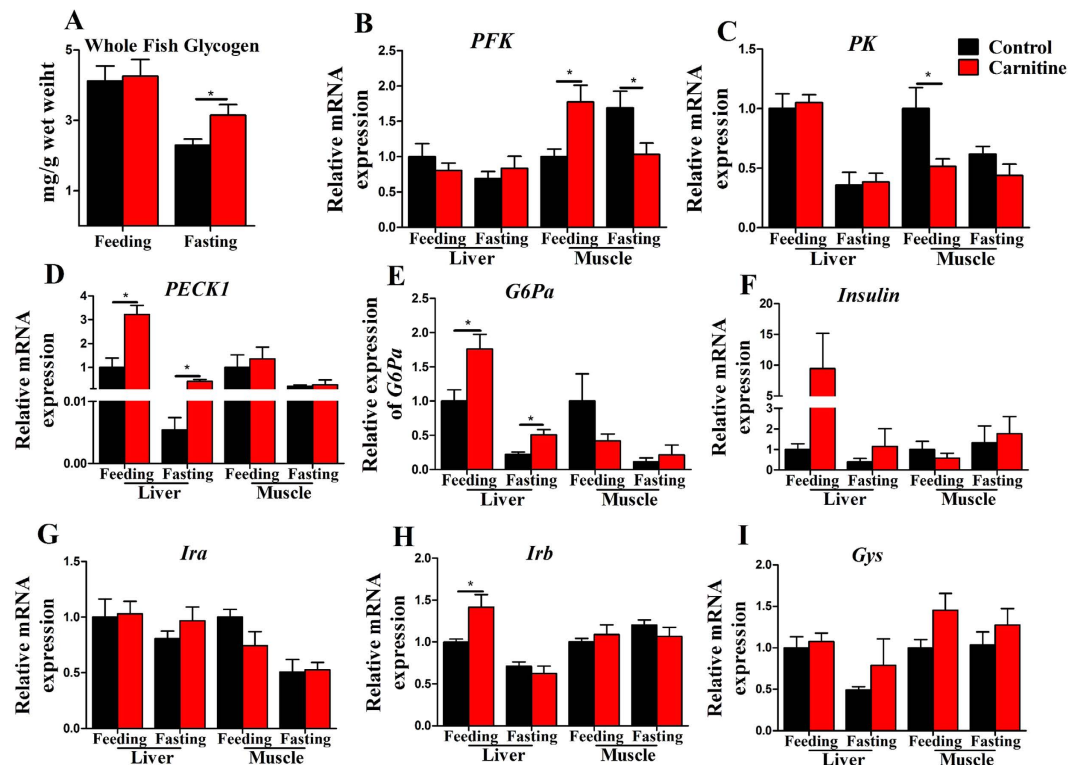 A
Whole Fish Glycogen
mg/g wet weiht
5
3
1
*
Feeding
Fasting
B
PFK
Relative mRNA
expression
2.5
2.0
1.5
1.0
0.5
0.0
*
*
Feeding Fasting Feeding Fasting
Liver Muscle
C
PK
Control
Carnitine
Relative mRNA
expression
1.5
1.0
0.5
0.0
*
Feeding Fasting Feeding Fasting
Liver Muscle
D
PECK1
Relative mRNA
expression
4
3
2
1
0.01
0.00
*
*
Feeding Fasting Feeding Fasting
Liver Muscle
E
G6Pa
Relative expression
of G6Pa
2.5
2.0
1.5
1.0
0.5
0.0
*
*
Feeding Fasting Feeding Fasting
Liver Muscle
F
Insulin
Relative mRNA
expression
20
15
10
5
2
1
0
Feeding Fasting Feeding Fasting
Liver Muscle
G
Ira
Relative mRNA
expression
1.5
1.0
0.5
0.0
Feeding Fasting Feeding Fasting
Liver Muscle
H
Irb
Relative mRNA
expression
2.0
1.5
1.0
0.5
0.0
*
Feeding Fasting Feeding Fasting
Liver Muscle
I
Gys
Relative mRNA
expression
2.0
1.5
1.0
0.5
0.0
Feeding Fasting Feeding Fasting
Liver Muscle